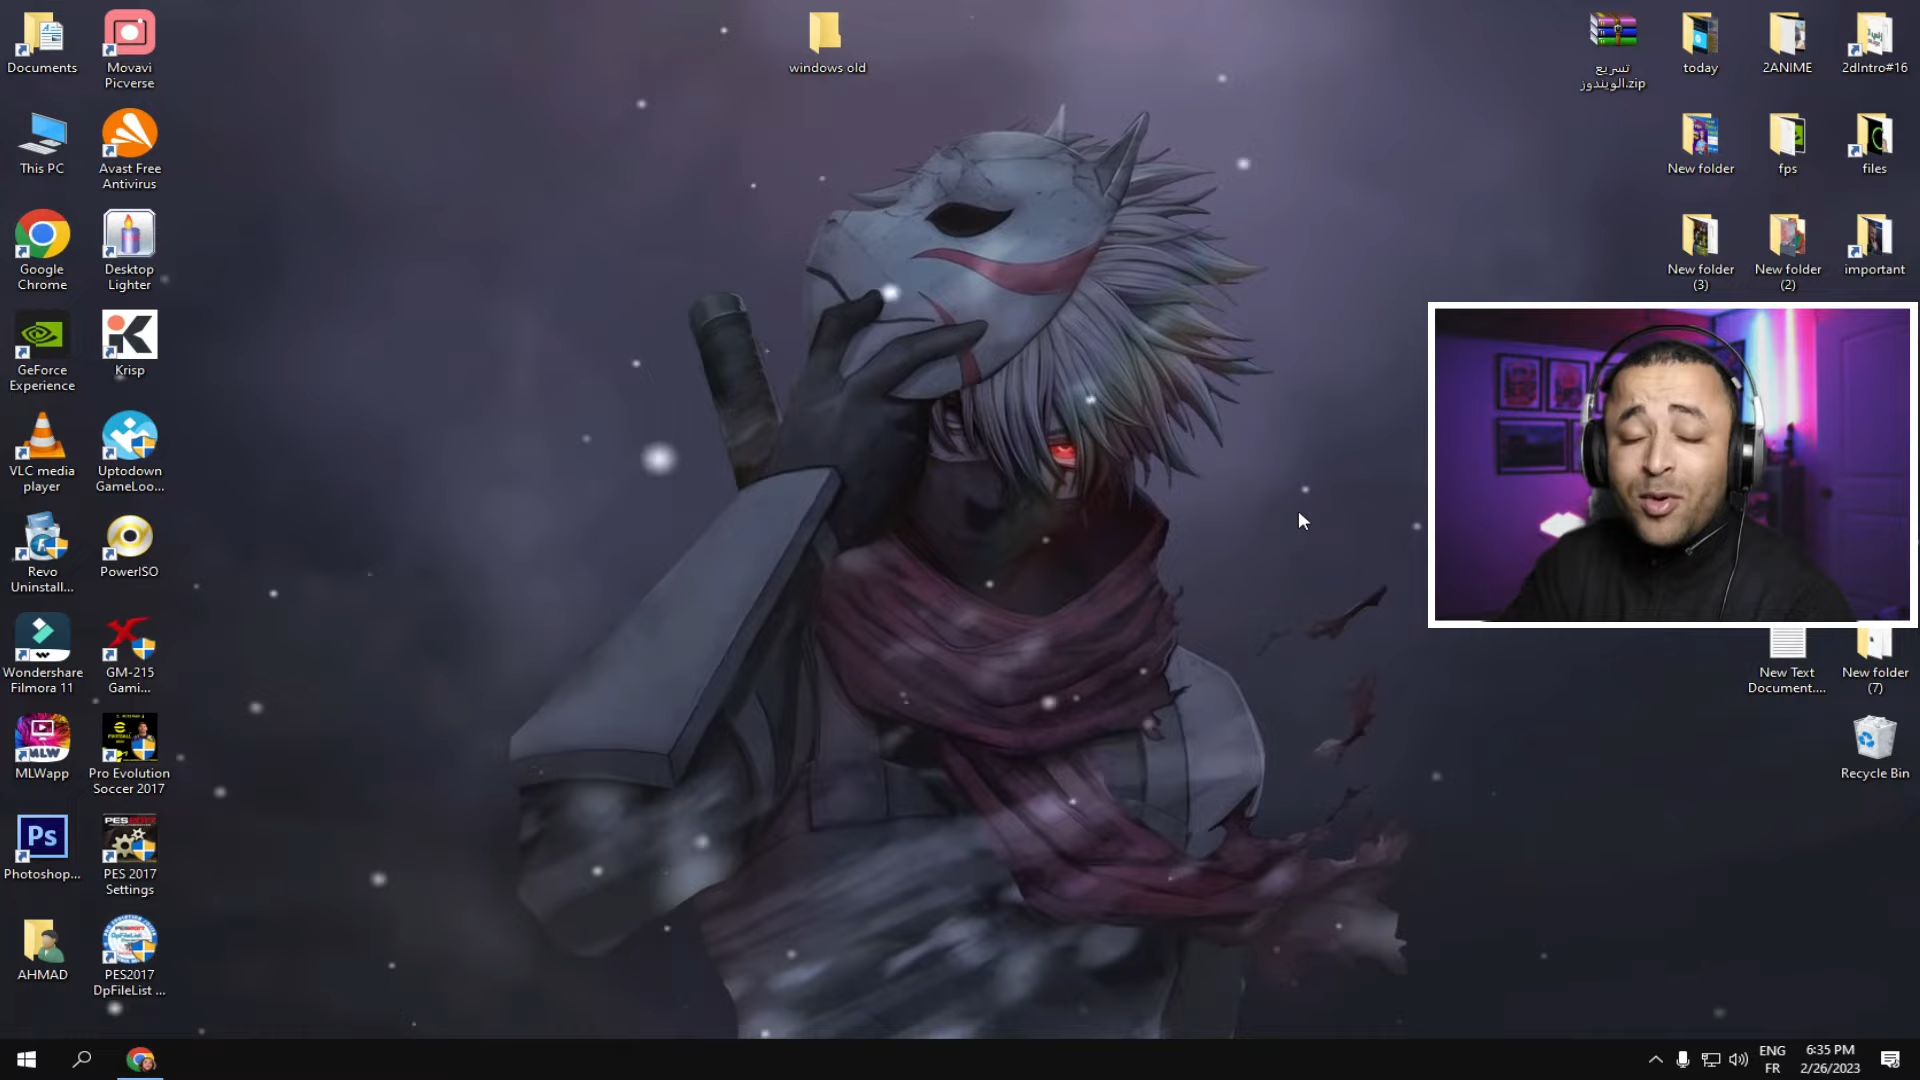 Documents
Movavi
Picverse
windows old
تسريع
الويندوز.zip
today
2ANIME
2dIntro#16
This PC
Avast Free
Antivirus
New folder
fps
files
Google
Chrome
Desktop
Lighter
New folder
(3)
New folder
(2)
important
GeForce
Experience
Krisp
VLC media
player
Uptodown
GameLoo...
Revo
Uninstall...
PowerISO
Wondershare
Filmora 11
GM-215
Gami...
New Text
Document....
New folder
(7)
MLW
MLWapp
Pro Evolution
Soccer 2017
Recycle Bin
Ps
Photoshop...
PES 2017
Settings
AHMAD
PES2017
DpFileList ...
ENG
FR
6:35 PM
2/26/2023